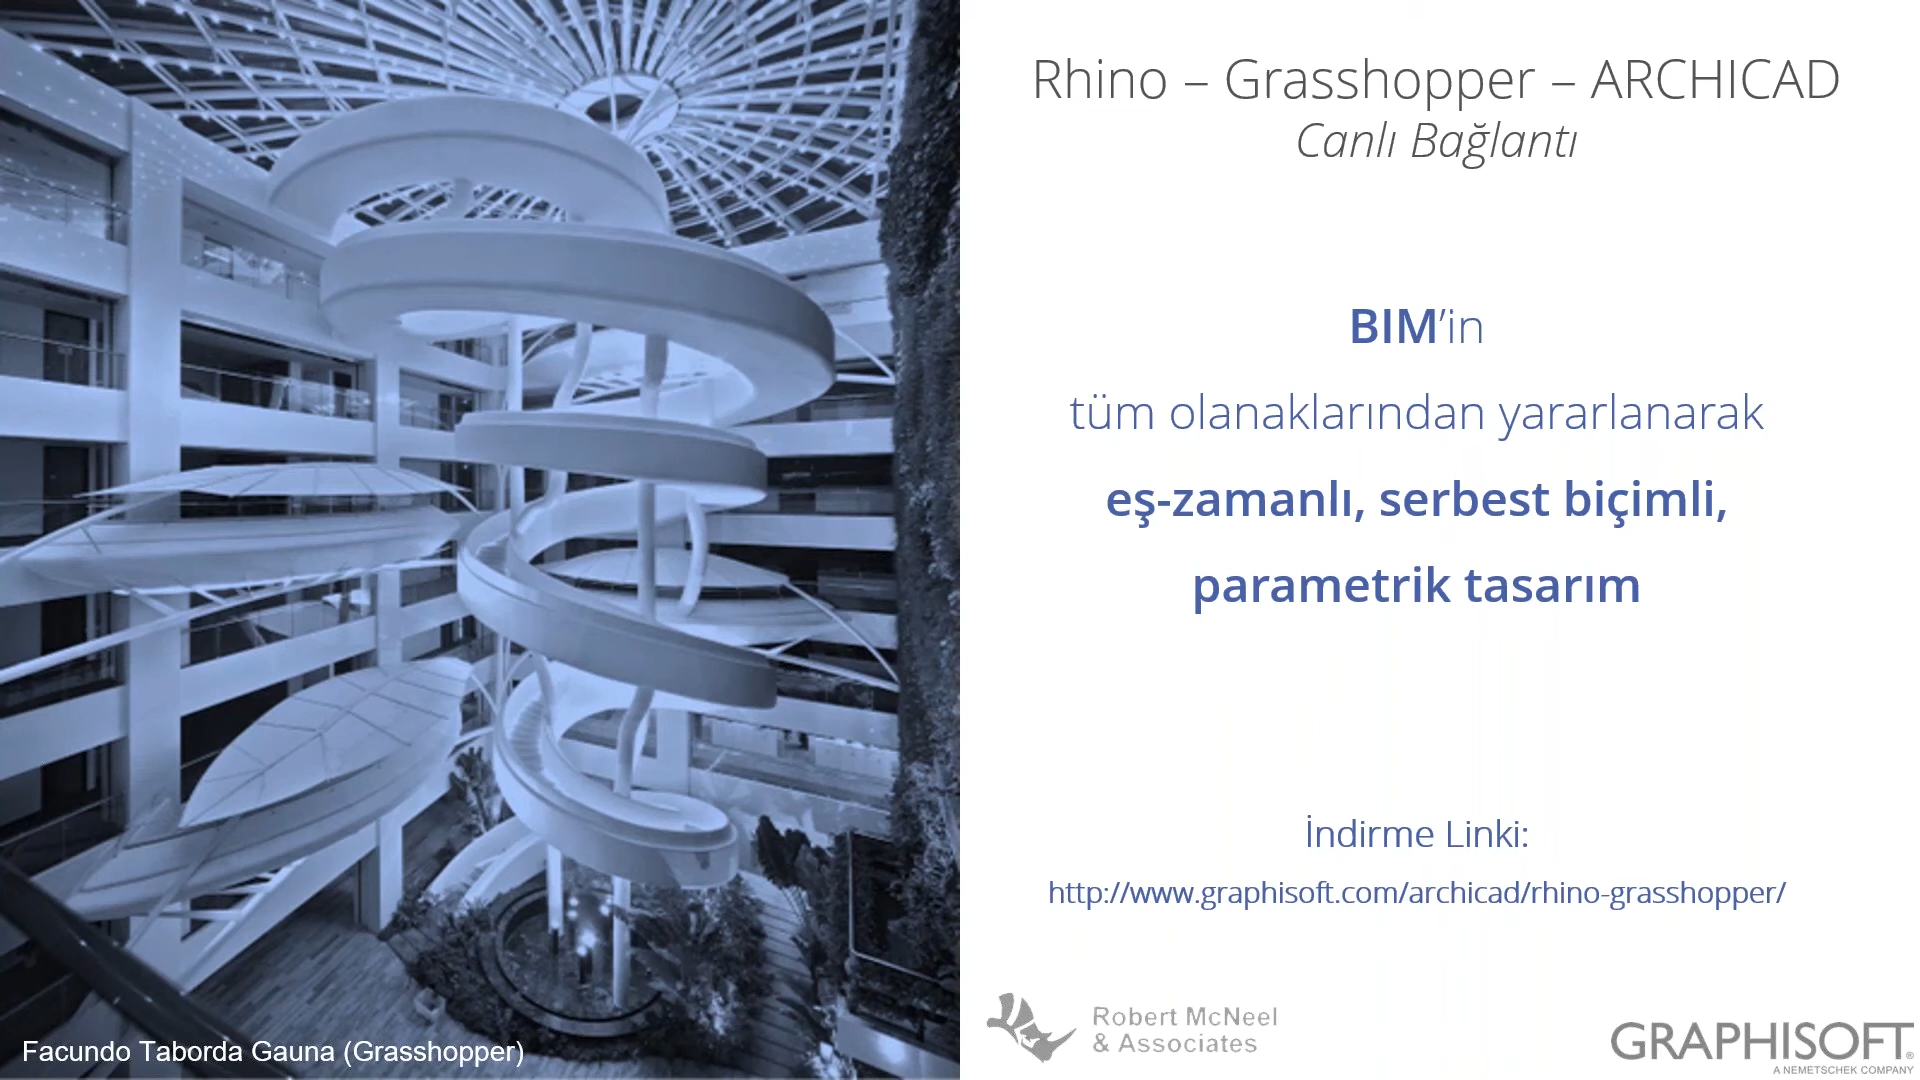 Rhino – Grasshopper – ARCHICAD
Canlı Bağlantı
BIM’in
tüm olanaklarından yararlanarak
eş-zamanlı, serbest biçimli,
parametrik tasarım
İndirme Linki:
http://www.graphisoft.com/archicad/rhino-grasshopper/
Facundo Taborda Gauna (Grasshopper)
Robert McNeel
& Associates
GRAPHISOFT®
A NEMETSCHEK COMPANY